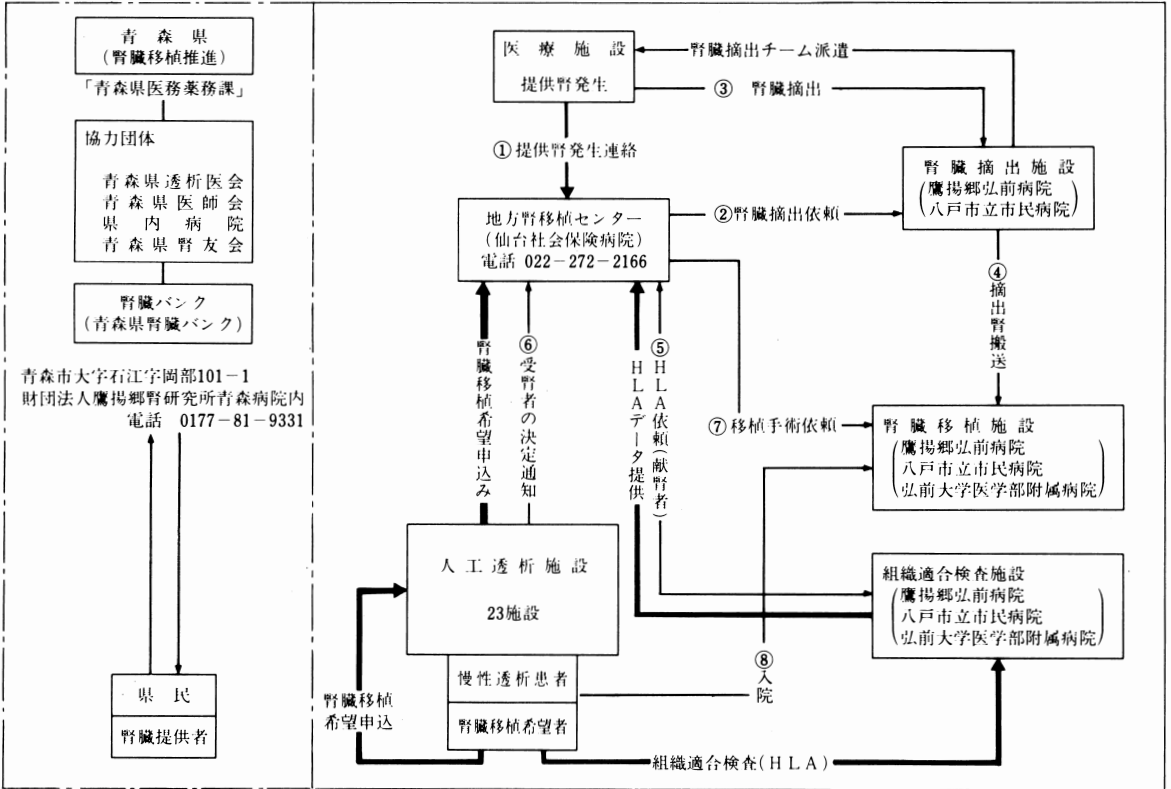 青森県
(腎臓移植推進)
「青森県医務薬務課」
協力団体
青森県透析医会
青森県医師会
県内病院
青森県腎友会
腎臓バンク
(青森県腎臓バンク)
青森市大字石江字岡部101-1
財団法人鷹揚郷腎研究所青森病院内
電話 0177-81-9331
県民
腎臓提供者
医療施設
提供腎発生
腎臓摘出チーム派遣
③ 腎臓摘出
①提供腎発生連絡
腎臓摘出施設
(鷹揚郷弘前病院
八戸市立市民病院)
地方腎移植センター
(仙台社会保険病院)
電話 022-272-2166
②腎臓摘出依頼
④摘出腎搬送
腎臓移植希望申込み
⑥受腎者の決定通知
HLAデータ提供
⑤HLA依頼(献腎者)
⑦移植手術依頼
腎臓移植施設
(鷹揚郷弘前病院
八戸市立市民病院
弘前大学医学部附属病院)
人工透析施設
23施設
組織適合検査施設
(鷹揚郷弘前病院
八戸市立市民病院
弘前大学医学部附属病院)
慢性透析患者
腎臓移植希望者
⑧入院
腎臓移植
希望申込
組織適合検査(HLA)